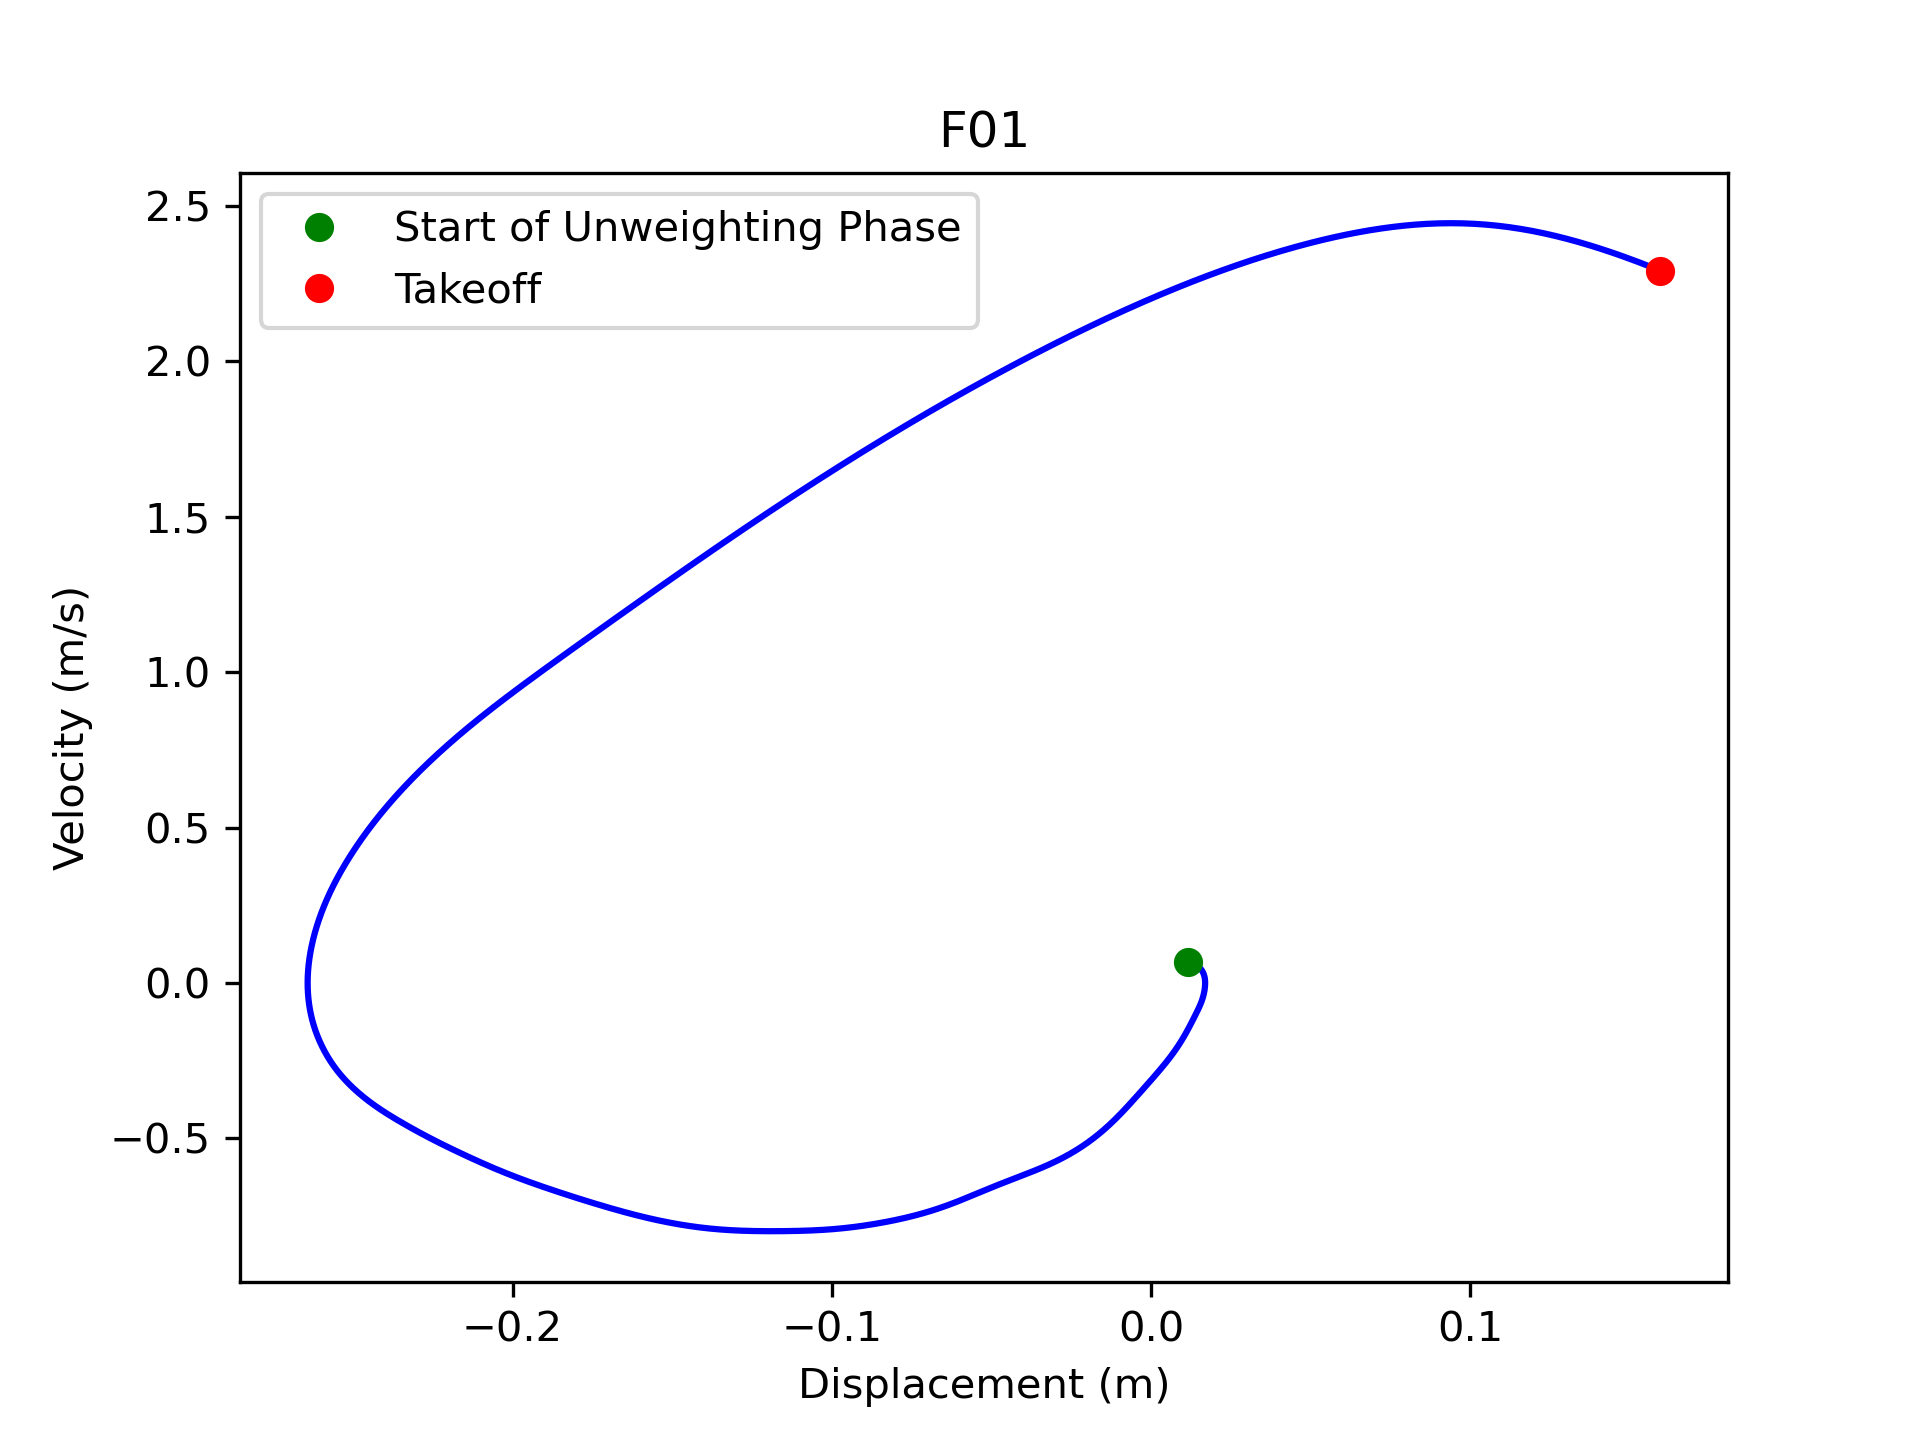 F01
Start of Unweighting Phase
Takeoff
Velocity (m/s)
2.5
2.0
1.5
1.0
0.5
0.0
−0.5
−0.2
−0.1
0.0
0.1
Displacement (m)